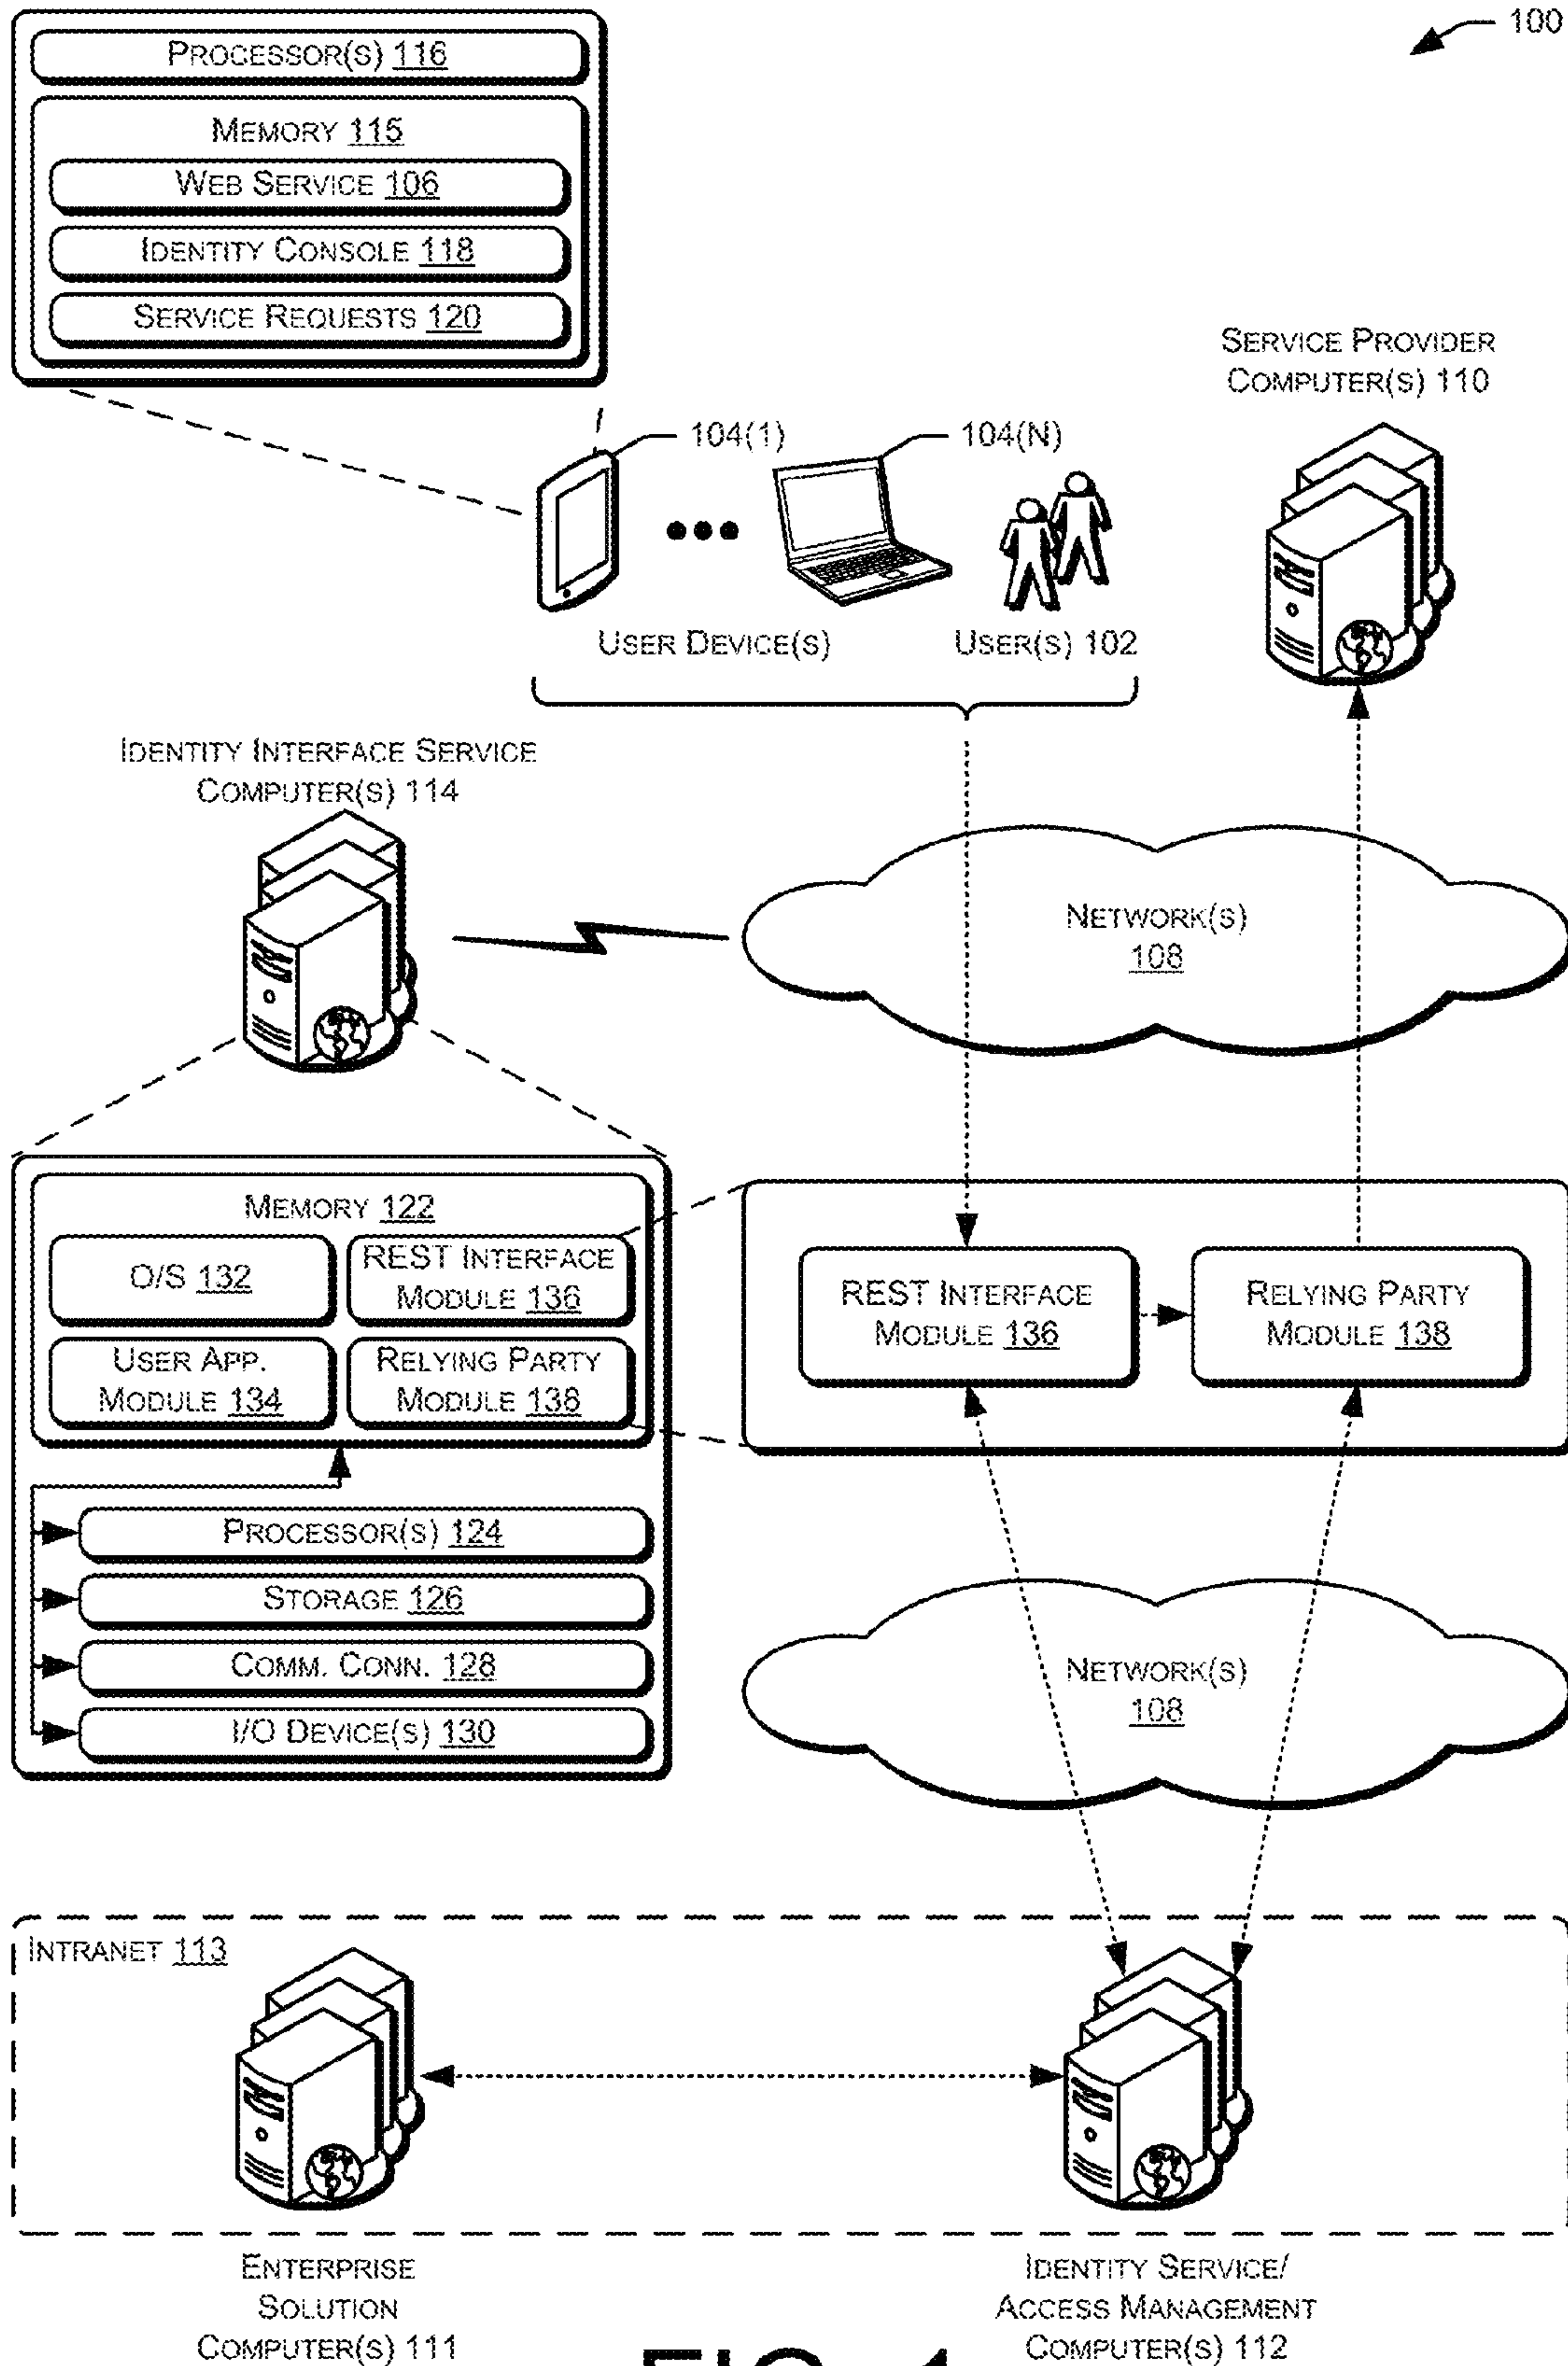 100
PROCESSOR(S) 116
MEMORY 115
WEB SERVICE 106
IDENTITY CONSOLE 118
SERVICE REQUESTS 120
SERVICE PROVIDER
COMPUTER(S) 110
104(1)
104(N)
USER DEVICE(S)
USER(S) 102
IDENTITY INTERFACE SERVICE
COMPUTER(S) 114
NETWORK(S)
108
MEMORY 122
O/S 132
REST INTERFACE
MODULE 136
USER APP.
MODULE 134
RELYING PARTY
MODULE 138
REST INTERFACE
MODULE 136
RELYING PARTY
MODULE 138
PROCESSOR(S) 124
STORAGE 126
COMM. CONN. 128
I/O DEVICE(S) 130
NETWORK(S)
108
INTRANET 113
ENTERPRISE
SOLUTION
COMPUTER(S) 111
IDENTITY SERVICE/
ACCESS MANAGEMENT
COMPUTER(S) 112
FIG. 1